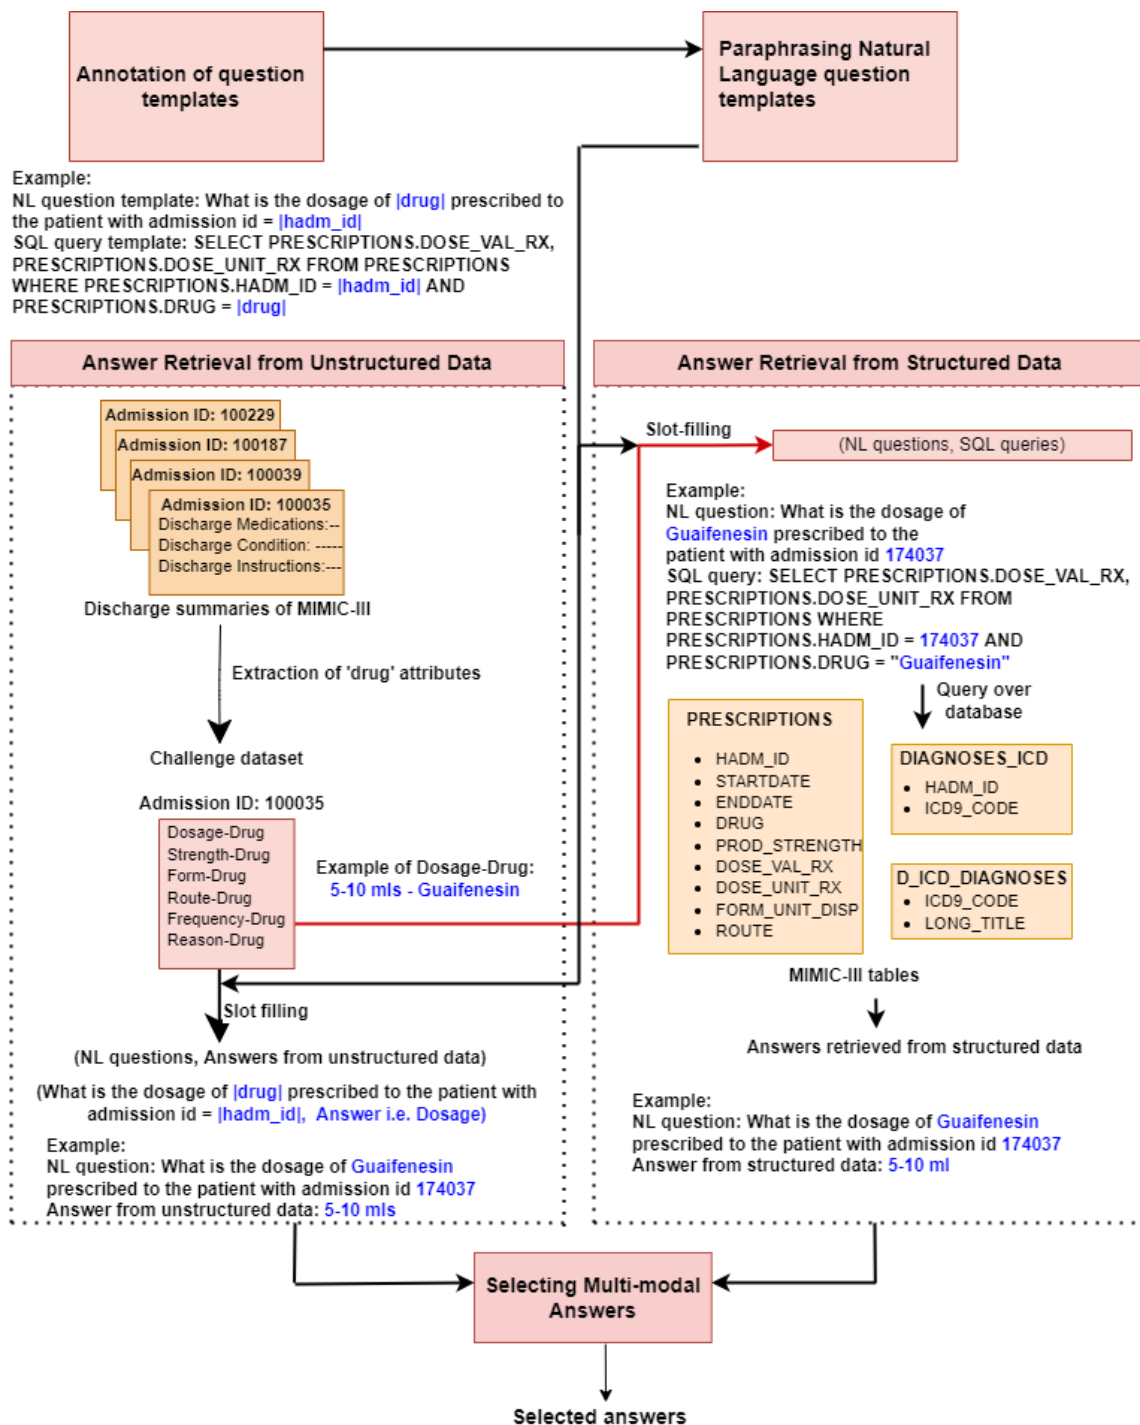 Annotation of question
templates
Paraphrasing Natural
Language question
templates
Example:
NL question template: What is the dosage of |drug| prescribed to
the patient with admission id = |hadm_id|
SQL query template: SELECT PRESCRIPTIONS.DOSE_VAL_RX,
PRESCRIPTIONS.DOSE_UNIT_RX FROM PRESCRIPTIONS
WHERE PRESCRIPTIONS.HADM_ID = |hadm_id| AND
PRESCRIPTIONS.DRUG = |drug|
Answer Retrieval from Unstructured Data
Admission ID: 100229
Admission ID: 100187
Admission ID: 100039
Admission ID: 100035
Discharge Medications:--
Discharge Condition: -----
Discharge Instructions:---
Discharge summaries of MIMIC-III
Extraction of 'drug' attributes
Challenge dataset
Admission ID: 100035
Dosage-Drug
Strength-Drug
Form-Drug
Route-Drug
Frequency-Drug
Reason-Drug
Example of Dosage-Drug:
5-10 mls - Guaifenesin
Slot filling
(NL questions, Answers from unstructured data)
(What is the dosage of |drug| prescribed to the patient with
admission id = |hadm_id|, Answer i.e. Dosage)
Example:
NL question: What is the dosage of Guaifenesin
prescribed to the patient with admission id 174037
Answer from unstructured data: 5-10 mls
Answer Retrieval from Structured Data
Slot-filling
(NL questions, SQL queries)
Example:
NL question: What is the dosage of
Guaifenesin prescribed to the
patient with admission id 174037
SQL query: SELECT PRESCRIPTIONS.DOSE_VAL_RX,
PRESCRIPTIONS.DOSE_UNIT_RX FROM
PRESCRIPTIONS WHERE
PRESCRIPTIONS.HADM_ID = 174037 AND
PRESCRIPTIONS.DRUG = "Guaifenesin"
Query over
database
PRESCRIPTIONS
• HADM_ID
• STARTDATE
• ENDDATE
• DRUG
• PROD_STRENGTH
• DOSE_VAL_RX
• DOSE_UNIT_RX
• FORM_UNIT_DISP
• ROUTE
DIAGNOSES_ICD
• HADM_ID
• ICD9_CODE
D_ICD_DIAGNOSES
• ICD9_CODE
• LONG_TITLE
MIMIC-III tables
Answers retrieved from structured data
Example:
NL question: What is the dosage of Guaifenesin
prescribed to the patient with admission id 174037
Answer from structured data: 5-10 ml
Selecting Multi-modal
Answers
Selected answers